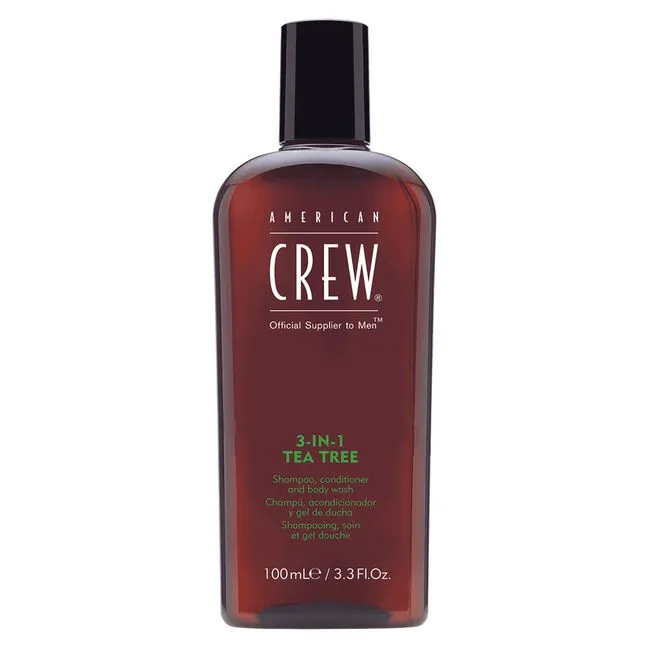 AMERICAN
CREW®
Official Supplier to Men™
3-IN-1
TEA TREE
Shampoo, conditioner
and body wash
Champú, acondicionador
y gel de ducha
Shampooing, soin
et gel douche
100mL℮ / 3.3 Fl.Oz.